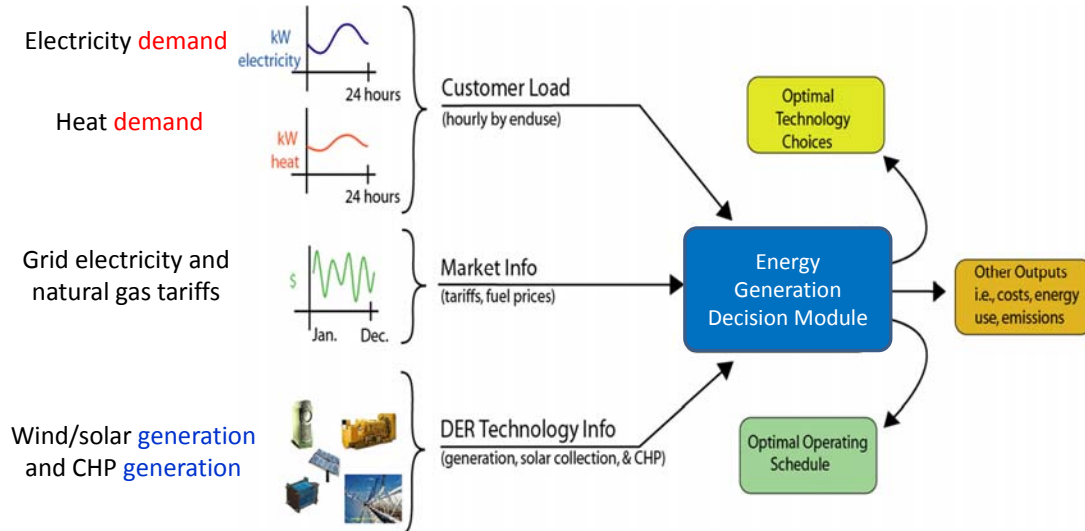 Electricity demand
kW
electricity
24 hours
Heat demand
kW
heat
24 hours
Customer Load
(hourly by enduse)
Grid electricity and
natural gas tariffs
$
Jan. Dec.
Market Info
(tariffs, fuel prices)
Wind/solar generation
and CHP generation
DER Technology Info
(generation, solar collection, & CHP)
Energy
Generation
Decision Module
Optimal
Technology
Choices
Other Outputs
i.e., costs, energy
use, emissions
Optimal Operating
Schedule